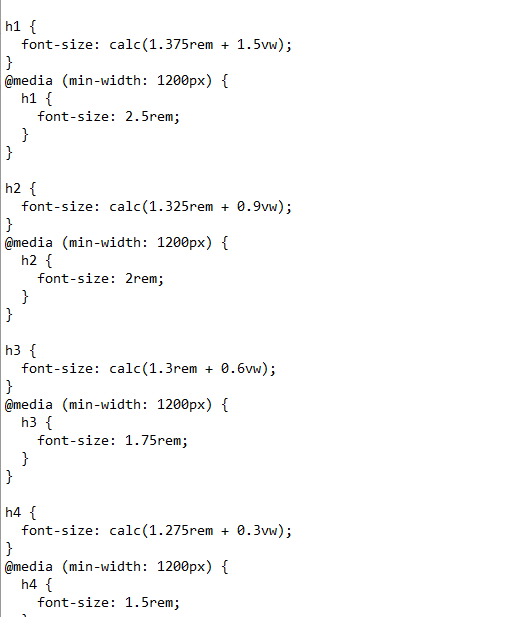 h1 {
  font-size: calc(1.375rem + 1.5vw);
}
@media (min-width: 1200px) {
  h1 {
    font-size: 2.5rem;
  }
}

h2 {
  font-size: calc(1.325rem + 0.9vw);
}
@media (min-width: 1200px) {
  h2 {
    font-size: 2rem;
  }
}

h3 {
  font-size: calc(1.3rem + 0.6vw);
}
@media (min-width: 1200px) {
  h3 {
    font-size: 1.75rem;
  }
}

h4 {
  font-size: calc(1.275rem + 0.3vw);
}
@media (min-width: 1200px) {
  h4 {
    font-size: 1.5rem;